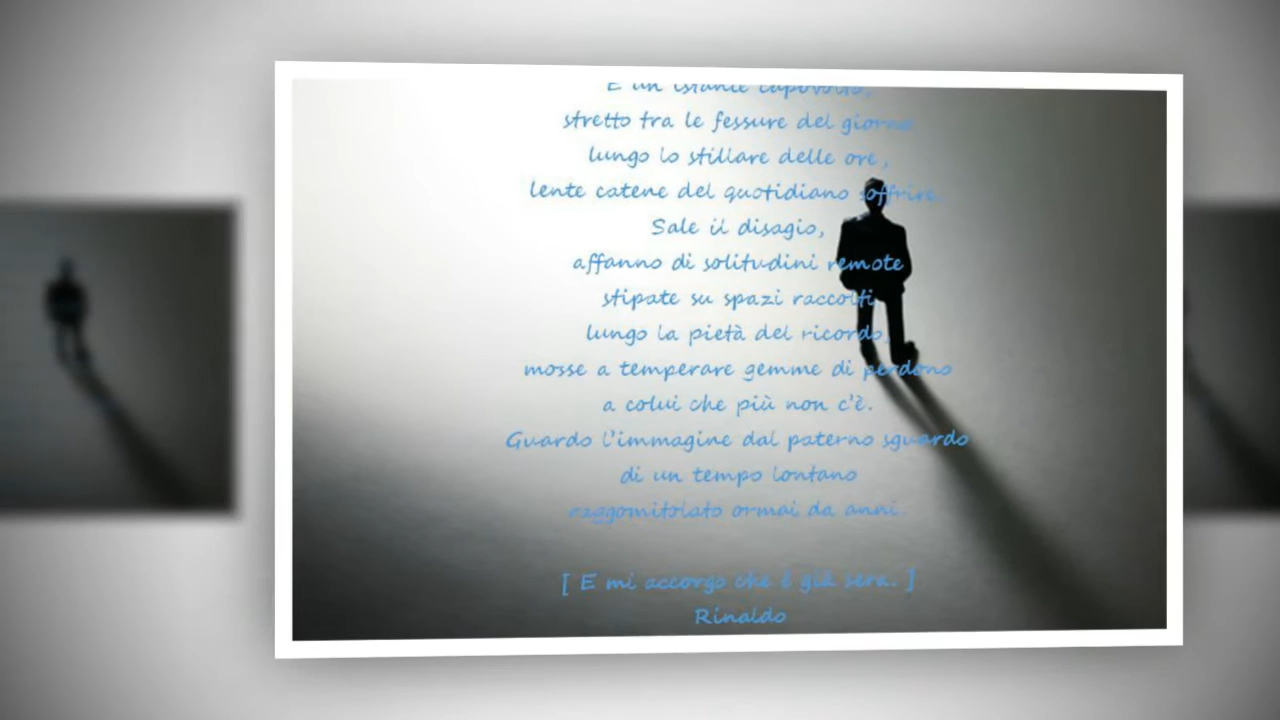 È un istante capovolto,
stretto tra le fessure del giorno
lungo lo stillare delle ore,
lente catene del quotidiano soffrire.
Sale il disagio,
affanno di solitudini remote
stipate su spazi raccolti
lungo la pietà del ricordo,
mosse a temperare gemme di perdono
a colui che più non c'è.
Guardo l'immagine dal paterno sguardo
di un tempo lontano
raggomitolato ormai da anni.
[ E mi accorgo che è già sera. ]
Rinaldo